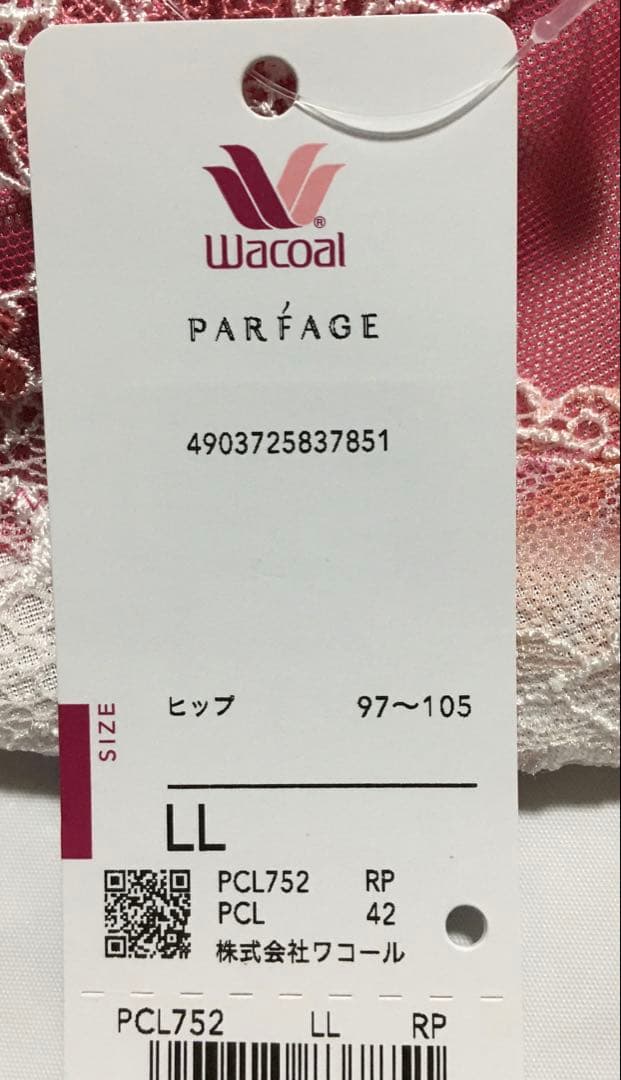 Wacoal®
PARFAGE
4903725837851
SIZE
ヒップ 97〜105
LL
PCL752 RP
PCL 42
株式会社ワコール
PCL752 LL RP